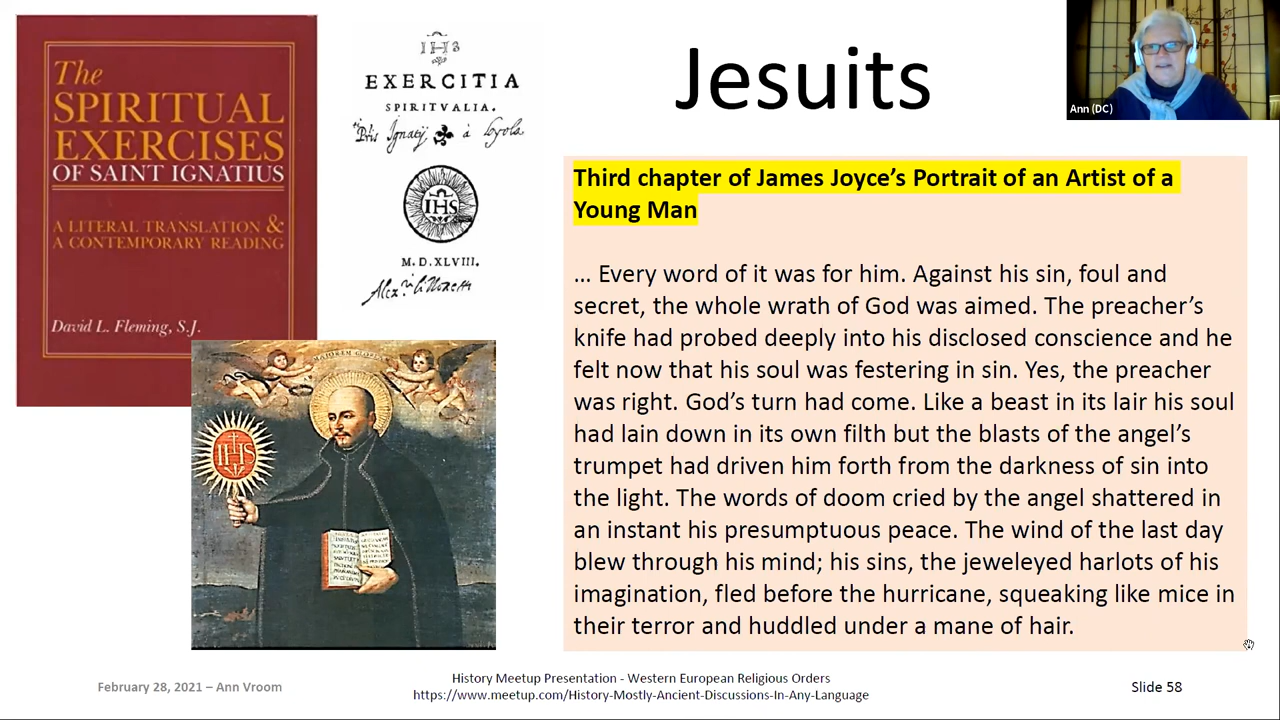 The
SPIRITUAL
EXERCISES
OF SAINT IGNATIUS
A LITERAL TRANSLATION &
A CONTEMPORARY READING
David L. Fleming, S.J.
IHS
EXERCITIA
SPIRITVALIA.
à Loyola
IHS
M.D.XLVIII.
Jesuits
Ann (DC)
Third chapter of James Joyce’s Portrait of an Artist of a
Young Man
... Every word of it was for him. Against his sin, foul and
secret, the whole wrath of God was aimed. The preacher’s
knife had probed deeply into his disclosed conscience and he
felt now that his soul was festering in sin. Yes, the preacher
was right. God’s turn had come. Like a beast in its lair his soul
had lain down in its own filth but the blasts of the angel’s
trumpet had driven him forth from the darkness of sin into
the light. The words of doom cried by the angel shattered in
an instant his presumptuous peace. The wind of the last day
blew through his mind; his sins, the jeweleyed harlots of his
imagination, fled before the hurricane, squeaking like mice in
their terror and huddled under a mane of hair.
IHS
February 28, 2021 – Ann Vroom
History Meetup Presentation - Western European Religious Orders
https://www.meetup.com/History-Mostly-Ancient-Discussions-In-Any-Language
Slide 58